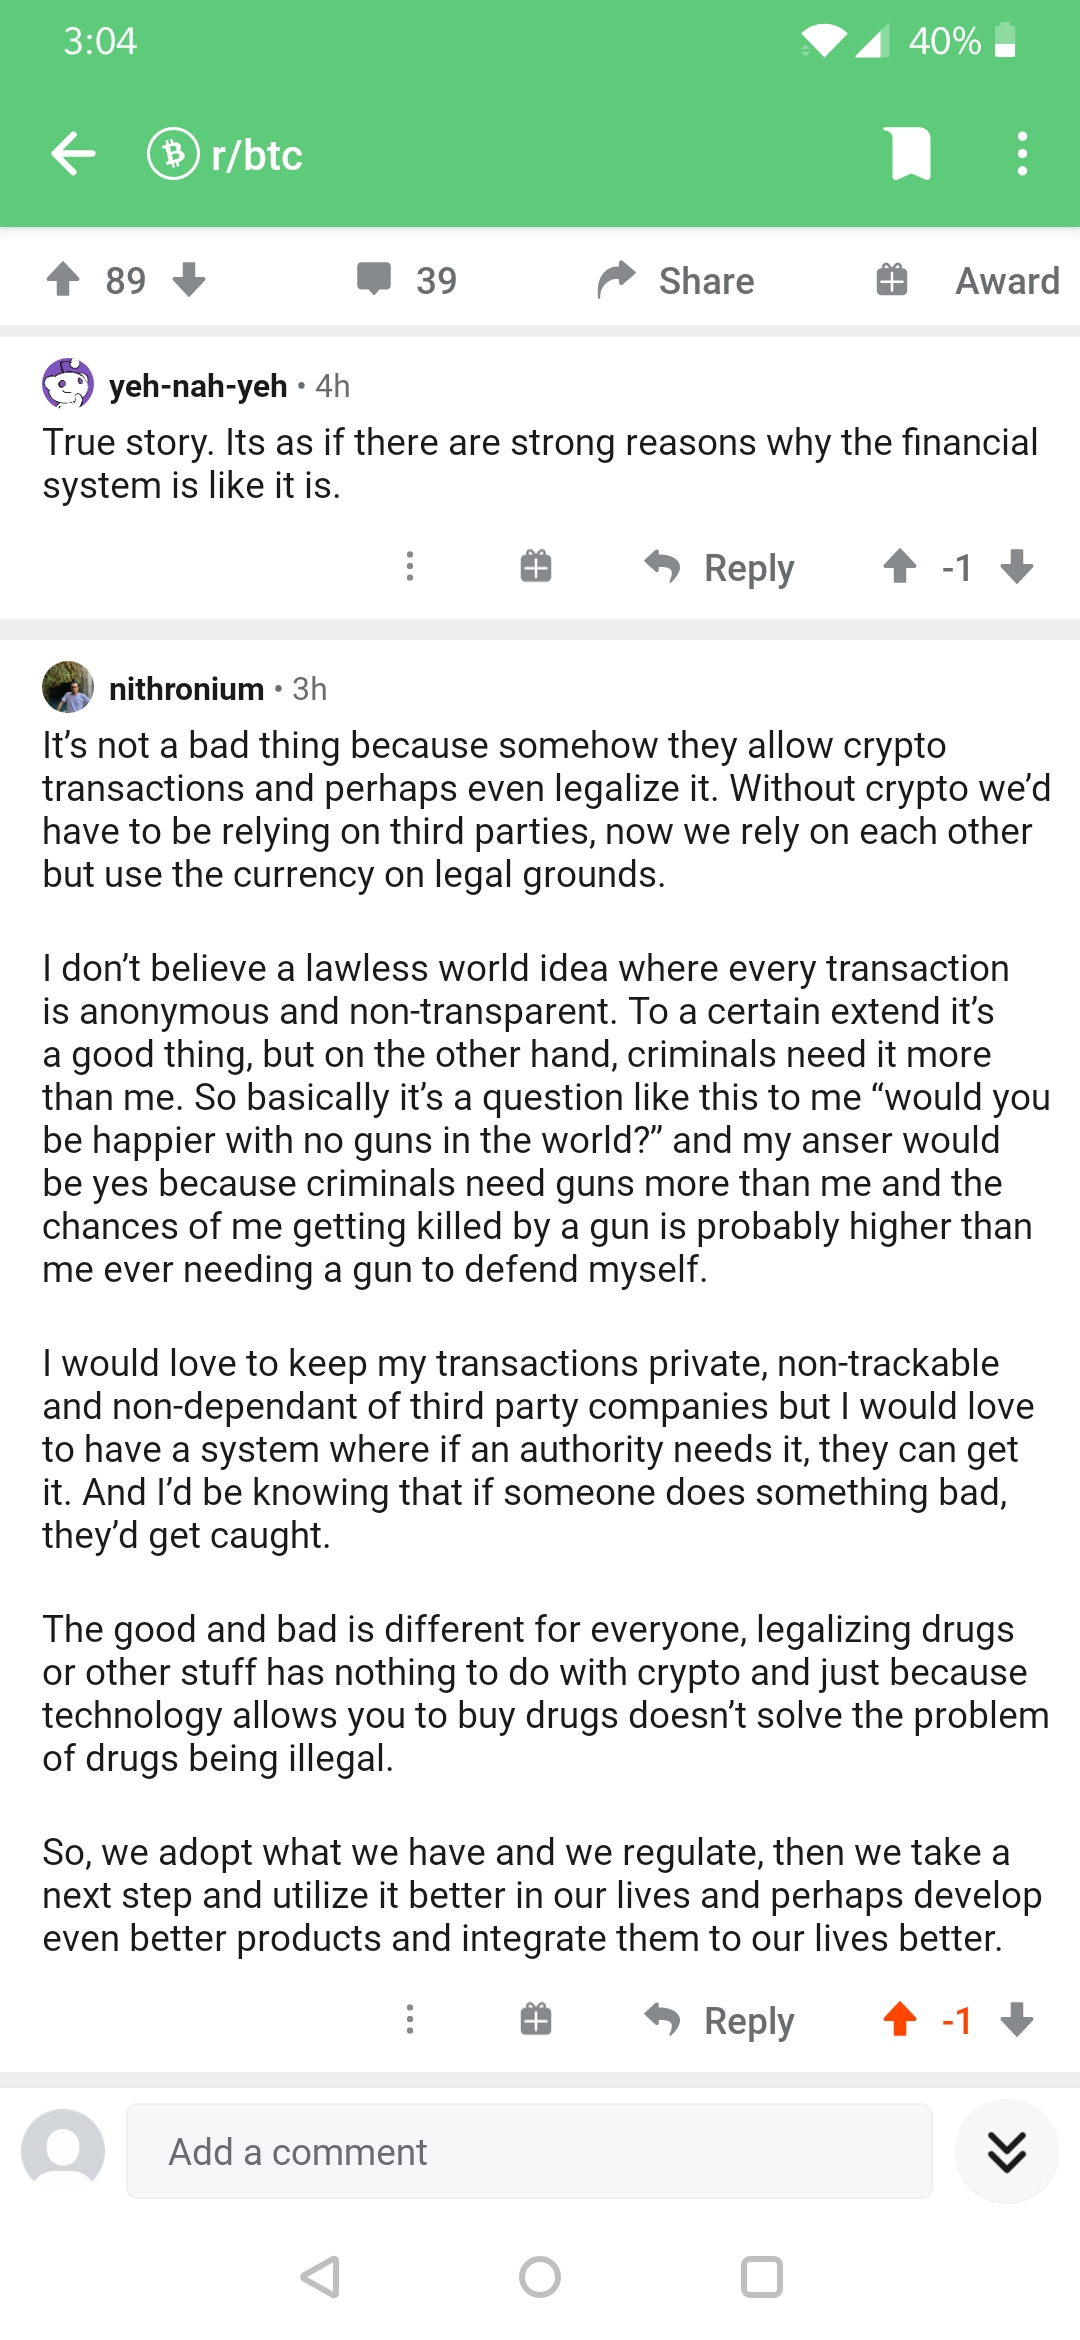 3:04
40%
r/btc
89
39
Share
Award
yeh-nah-yeh • 4h
True story. Its as if there are strong reasons why the financial
system is like it is.
Reply
-1
nithronium • 3h
It’s not a bad thing because somehow they allow crypto
transactions and perhaps even legalize it. Without crypto we’d
have to be relying on third parties, now we rely on each other
but use the currency on legal grounds.
I don’t believe a lawless world idea where every transaction
is anonymous and non-transparent. To a certain extend it’s
a good thing, but on the other hand, criminals need it more
than me. So basically it’s a question like this to me “would you
be happier with no guns in the world?” and my anser would
be yes because criminals need guns more than me and the
chances of me getting killed by a gun is probably higher than
me ever needing a gun to defend myself.
I would love to keep my transactions private, non-trackable
and non-dependant of third party companies but I would love
to have a system where if an authority needs it, they can get
it. And I’d be knowing that if someone does something bad,
they’d get caught.
The good and bad is different for everyone, legalizing drugs
or other stuff has nothing to do with crypto and just because
technology allows you to buy drugs doesn’t solve the problem
of drugs being illegal.
So, we adopt what we have and we regulate, then we take a
next step and utilize it better in our lives and perhaps develop
even better products and integrate them to our lives better.
Reply
-1
Add a comment